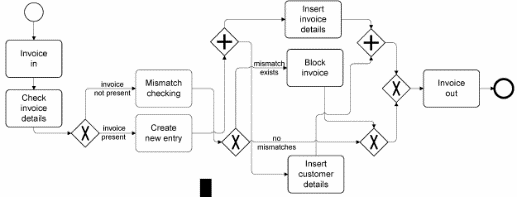 Insert
invoice
details
Invoice
in
mismatch
exists
Block
invoice
Check
invoice
details
invoice
not present
Mismatch
checking
Invoice
out
invoice
present
Create
new entry
no
mismatches
Insert
customer
details